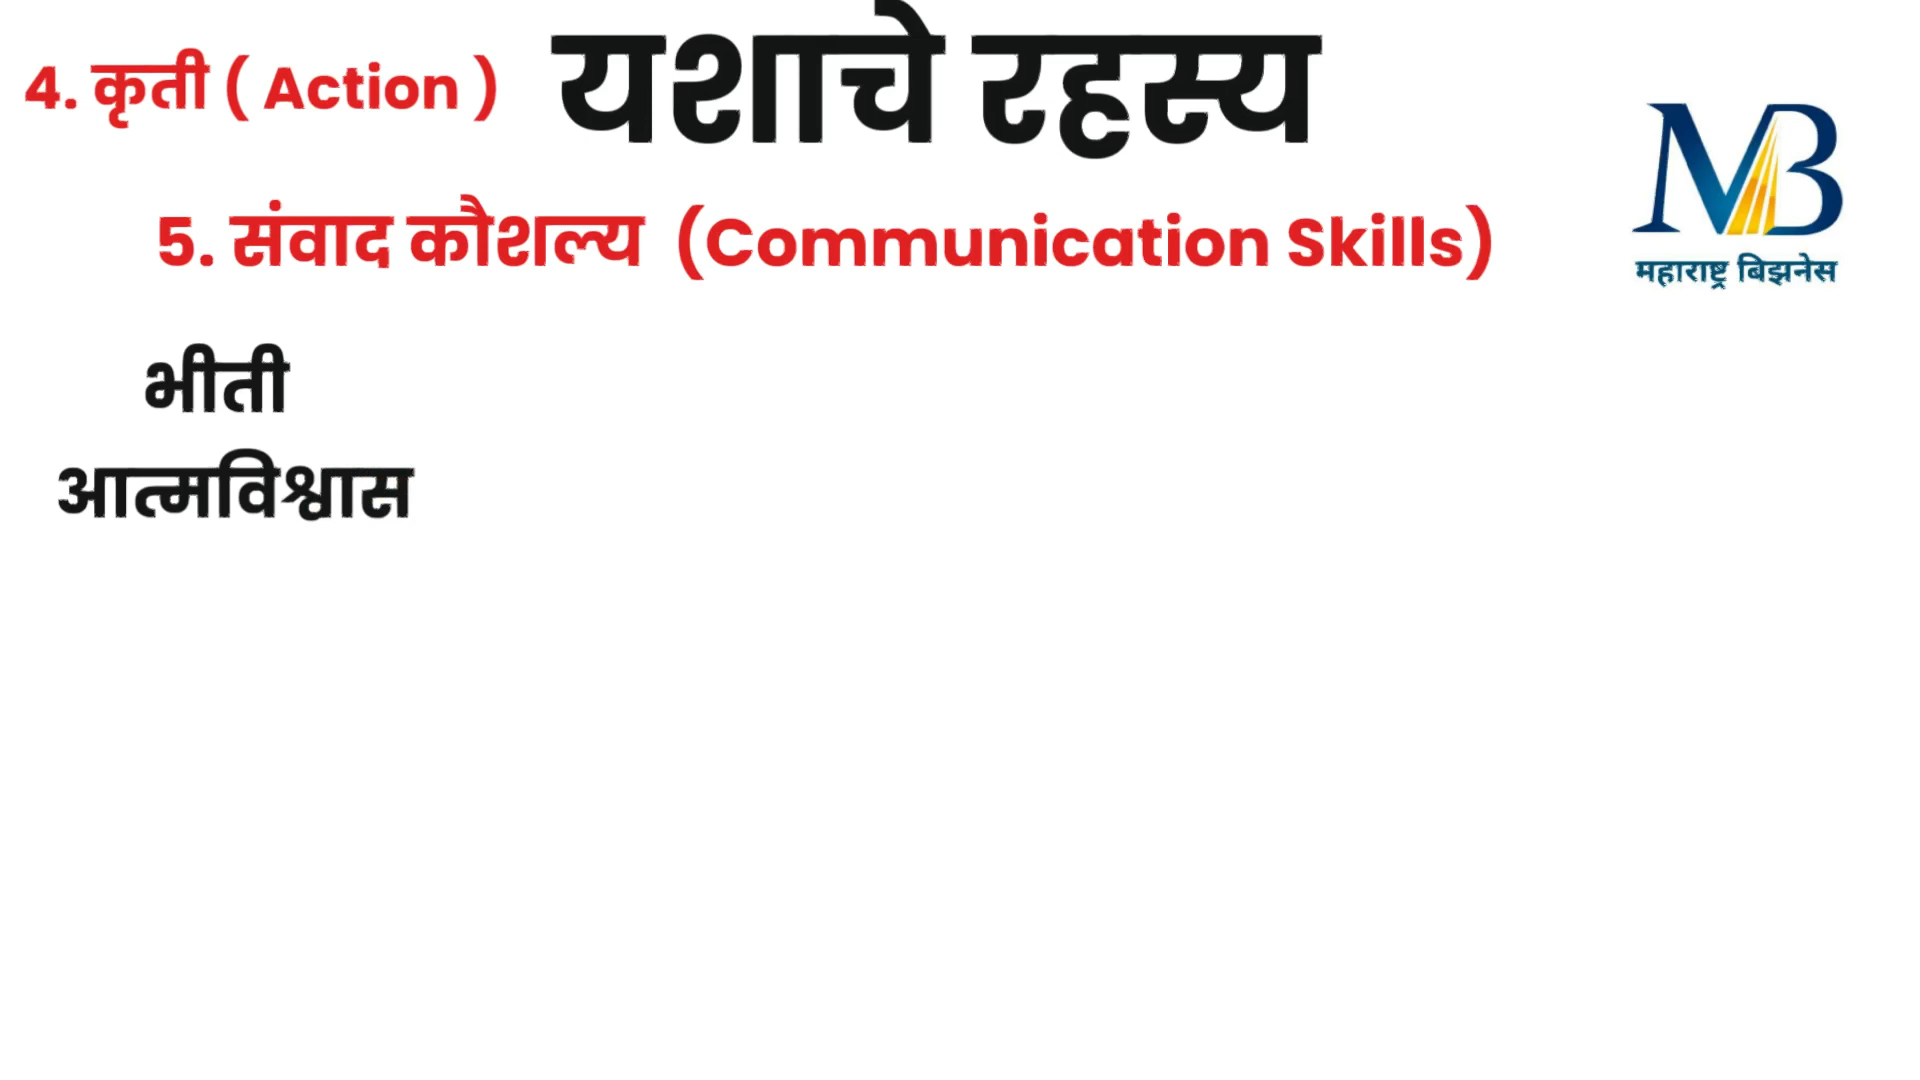 यशाचे रहस्य
4. कृती ( Action )
5. संवाद कौशल्य (Communication Skills)
MB
महाराष्ट्र बिझनेस
भीती
आत्मविश्वास